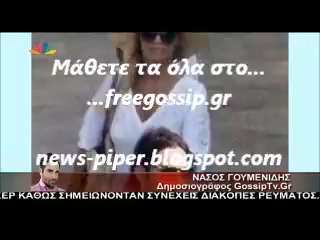 Μάθετε τα όλα στο...
...freegossip.gr
news-piper.blogspot.com
ΝΑΣΟΣ ΓΟΥΜΕΝΙΔΗΣ
Δημοσιογράφος GossipTv.Gr
ΚΕΡ ΚΑΘΩΣ ΣΗΜΕΙΩΝΟΝΤΑΝ ΣΥΝΕΧΕΙΣ ΔΙΑΚΟΠΕΣ ΡΕΥΜΑΤΟΣ.